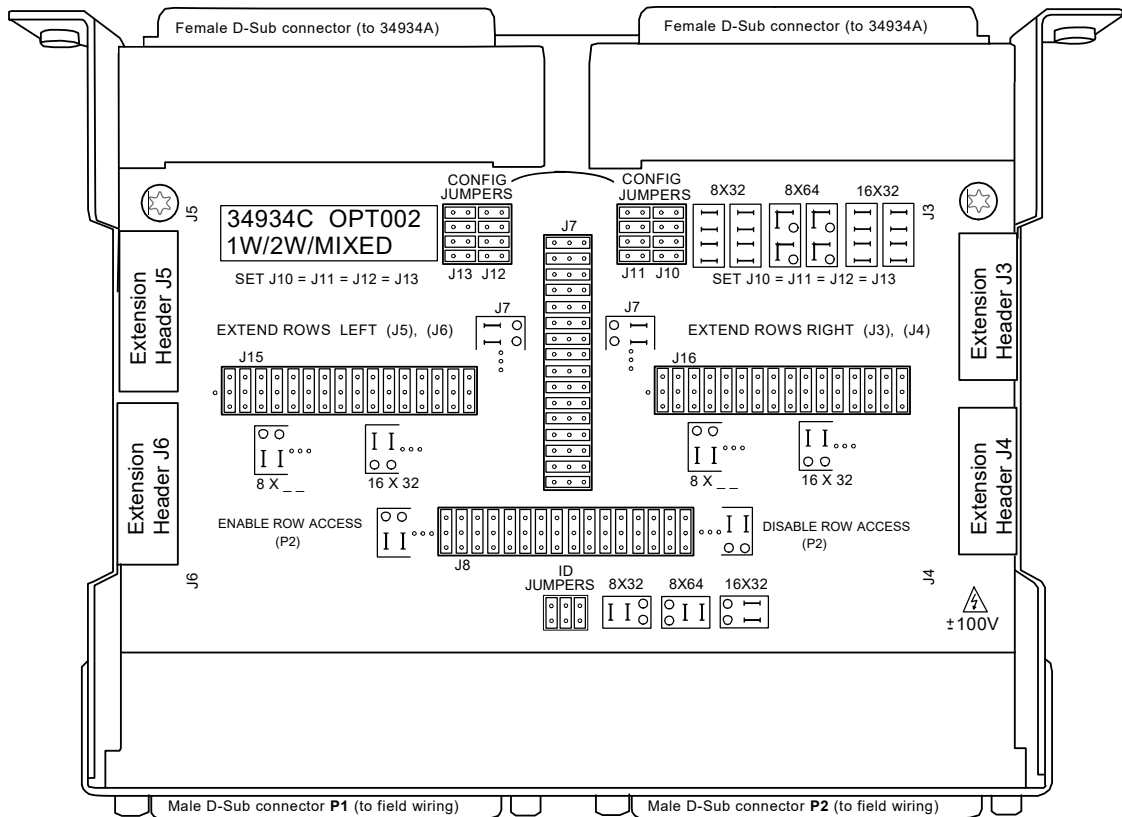 Female D-Sub connector (to 34934A)
Female D-Sub connector (to 34934A)
CONFIG
JUMPERS
CONFIG
JUMPERS
8X32
8X64
16X32
J5
J3
34934C OPT002
1W/2W/MIXED
J7
J13 J12
J11 J10
SET J10 = J11 = J12 = J13
SET J10 = J11 = J12 = J13
Extension
Header J5
Extension
Header J3
J7
J7
EXTEND ROWS LEFT (J5), (J6)
EXTEND ROWS RIGHT (J3), (J4)
J15
J16
Extension
Header J6
Extension
Header J4
8 X _ _
16 X 32
8 X _ _
16 X 32
ENABLE ROW ACCESS
(P2)
DISABLE ROW ACCESS
(P2)
J8
J6
J4
ID
JUMPERS
8X32
8X64
16X32
±100V
Male D-Sub connector P1 (to field wiring)
Male D-Sub connector P2 (to field wiring)